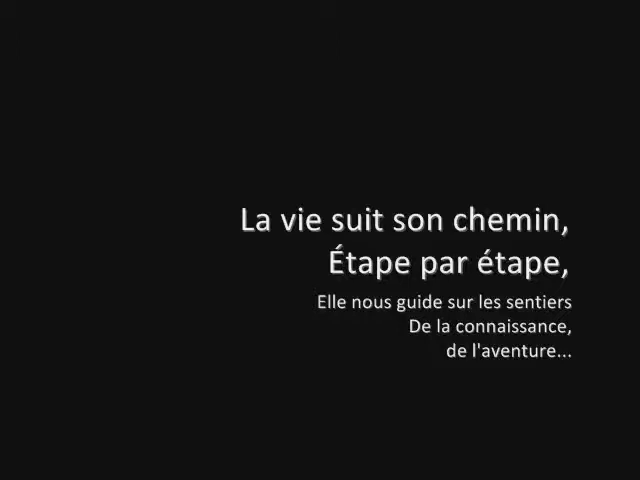 La vie suit son chemin,
Étape par étape,
Elle nous guide sur les sentiers
De la connaissance,
de l'aventure...